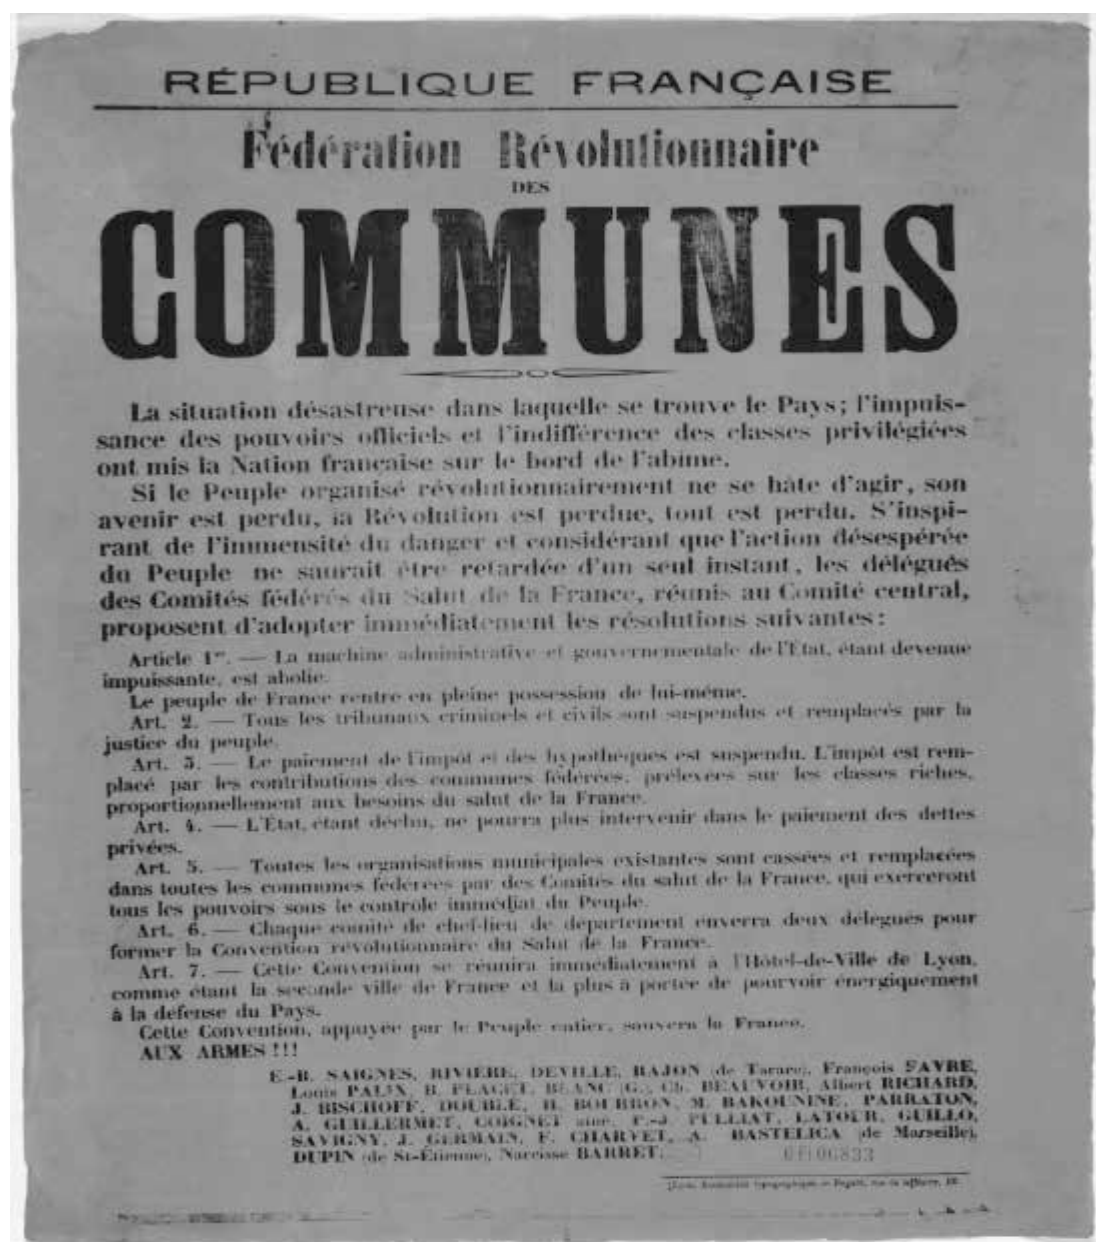 RÉPUBLIQUE FRANÇAISE
Fédération Révolutionnaire
DES
COMMUNES
La situation désastreuse dans laquelle se trouve le Pays; l'impuis-
sance des pouvoirs officiels et l'indifférence des classes privilégiées
ont mis la Nation française sur le bord de l'abime.
Si le Peuple organisé révolutionnairement ne se hâte d'agir, son
avenir est perdu, la Révolution est perdue, tout est perdu. S'inspi-
rant de l'immensité du danger et considérant que l'action désespérée
du Peuple ne saurait être retardée d'un seul instant, les délégués
des Comités fédérés du Salut de la France, réunis au Comité central,
proposent d'adopter immédiatement les résolutions suivantes:
Article 1er. — La machine administrative et gouvernementale de l'État, étant devenue
impuissante, est abolie.
Le peuple de France rentre en pleine possession de lui-même.
Art. 2. — Tous les tribunaux criminels et civils sont suspendus et remplacés par la
justice du peuple.
Art. 3. — Le paiement de l'impôt et des hypothèques est suspendu. L'impôt est rem-
placé par les contributions des communes fédérées, prélevées sur les classes riches,
proportionnellement aux besoins du salut de la France.
Art. 4. — L'État, étant déchu, ne pourra plus intervenir dans le paiement des dettes
privées.
Art. 5. — Toutes les organisations municipales existantes sont cassées et remplacées
dans toutes les communes fédérées par des Comités du salut de la France, qui exerceront
tous les pouvoirs sous le contrôle immédiat du Peuple.
Art. 6. — Chaque comité de chef-lieu de département enverra deux délégués pour
former la Convention révolutionnaire du Salut de la France.
Art. 7. — Cette Convention se réunira immédiatement à l'Hôtel-de-Ville de Lyon,
comme étant la seconde ville de France et la plus à portée de pourvoir énergiquement
à la défense du Pays.
Cette Convention, appuyée par le Peuple entier, sauvera la France.
AUX ARMES !!!
E.-B. SAIGNES, RIVIÈRE, DEVILLE, RAJON (de Tarare), François FAVRE,
Louis PALIX, B. PLACET, BLANC (G.), Ch. BEAUVOIR, Albert RICHARD,
J. BISCHOFF, DOUBLÉ, H. BOURRON, M. BAKOUNINE, PARRATON,
A. GUILLERMET, COIGNET aîné, P.-J. PULLIAT, LATOUR, GUILLO,
SAVIGNY, J. GERMAIN, F. CHARVET, A. BASTELICA (de Marseille),
DUPIN (de St-Étienne), Narcisse BARRET.